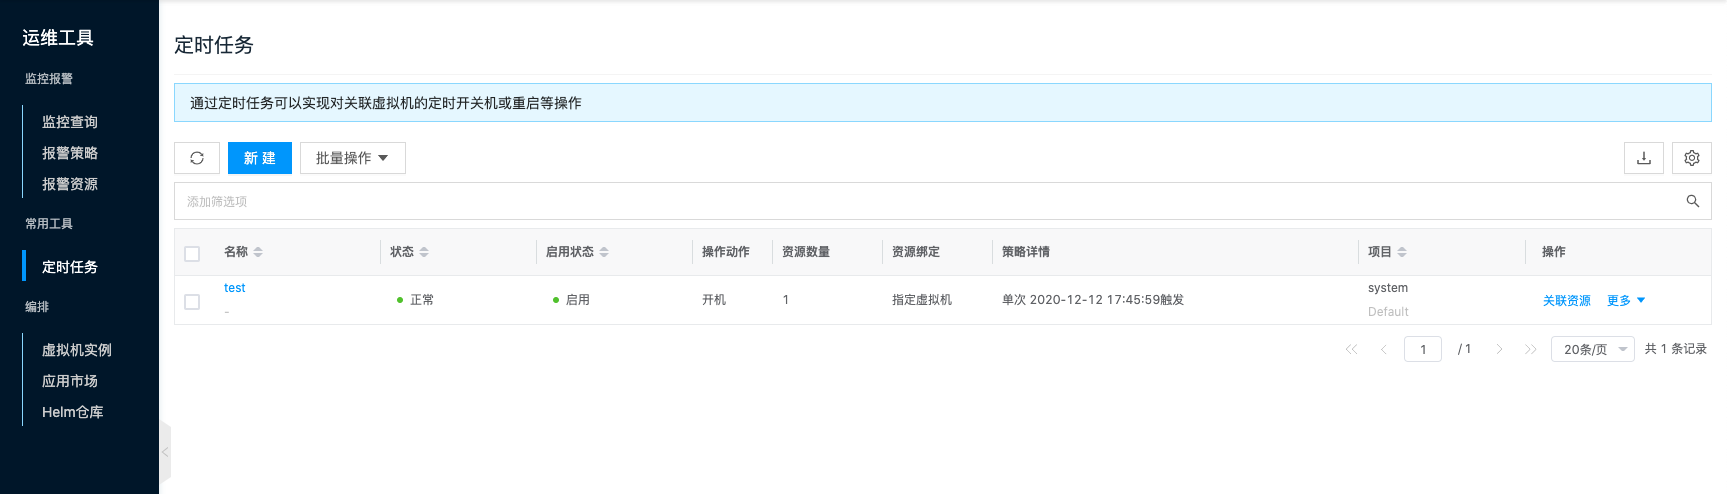 运维工具
监控报警
监控查询
报警策略
报警资源
常用工具
定时任务
编排
虚拟机实例
应用市场
Helm仓库
定时任务
通过定时任务可以实现对关联虚拟机的定时开关机或重启等操作
新 建 批量操作
添加筛选项
名称 状态 启用状态 操作动作 资源数量 资源绑定 策略详情 项目 操作
test 正常 启用 开机 1 指定虚拟机 单次 2020-12-12 17:45:59触发 system 关联资源 更多
- Default
1 / 1 20条/页 共 1 条记录